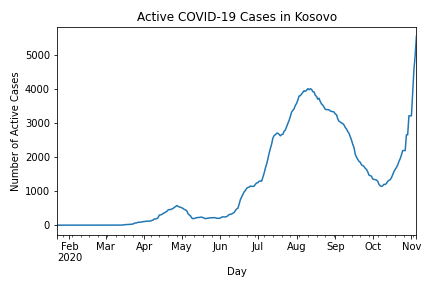 Active COVID-19 Cases in Kosovo
Number of Active Cases
5000
4000
3000
2000
1000
0
Feb Mar Apr May Jun Jul Aug Sep Oct Nov
2020
Day